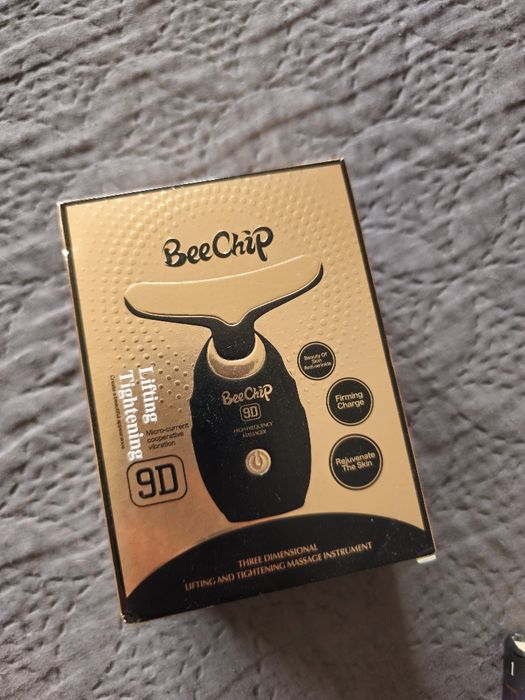 BeeChip
Beauty Of
Skin
Anti-wrinkle
Lifting
Tightening
Micro-current
cooperative
vibration
9D
BeeChip
9D
HIGH FREQUENCY
MASSAGER
Firming
Charge
Rejuvenate
The Skin
THREE DIMENSIONAL
LIFTING AND TIGHTENING MASSAGE INSTRUMENT